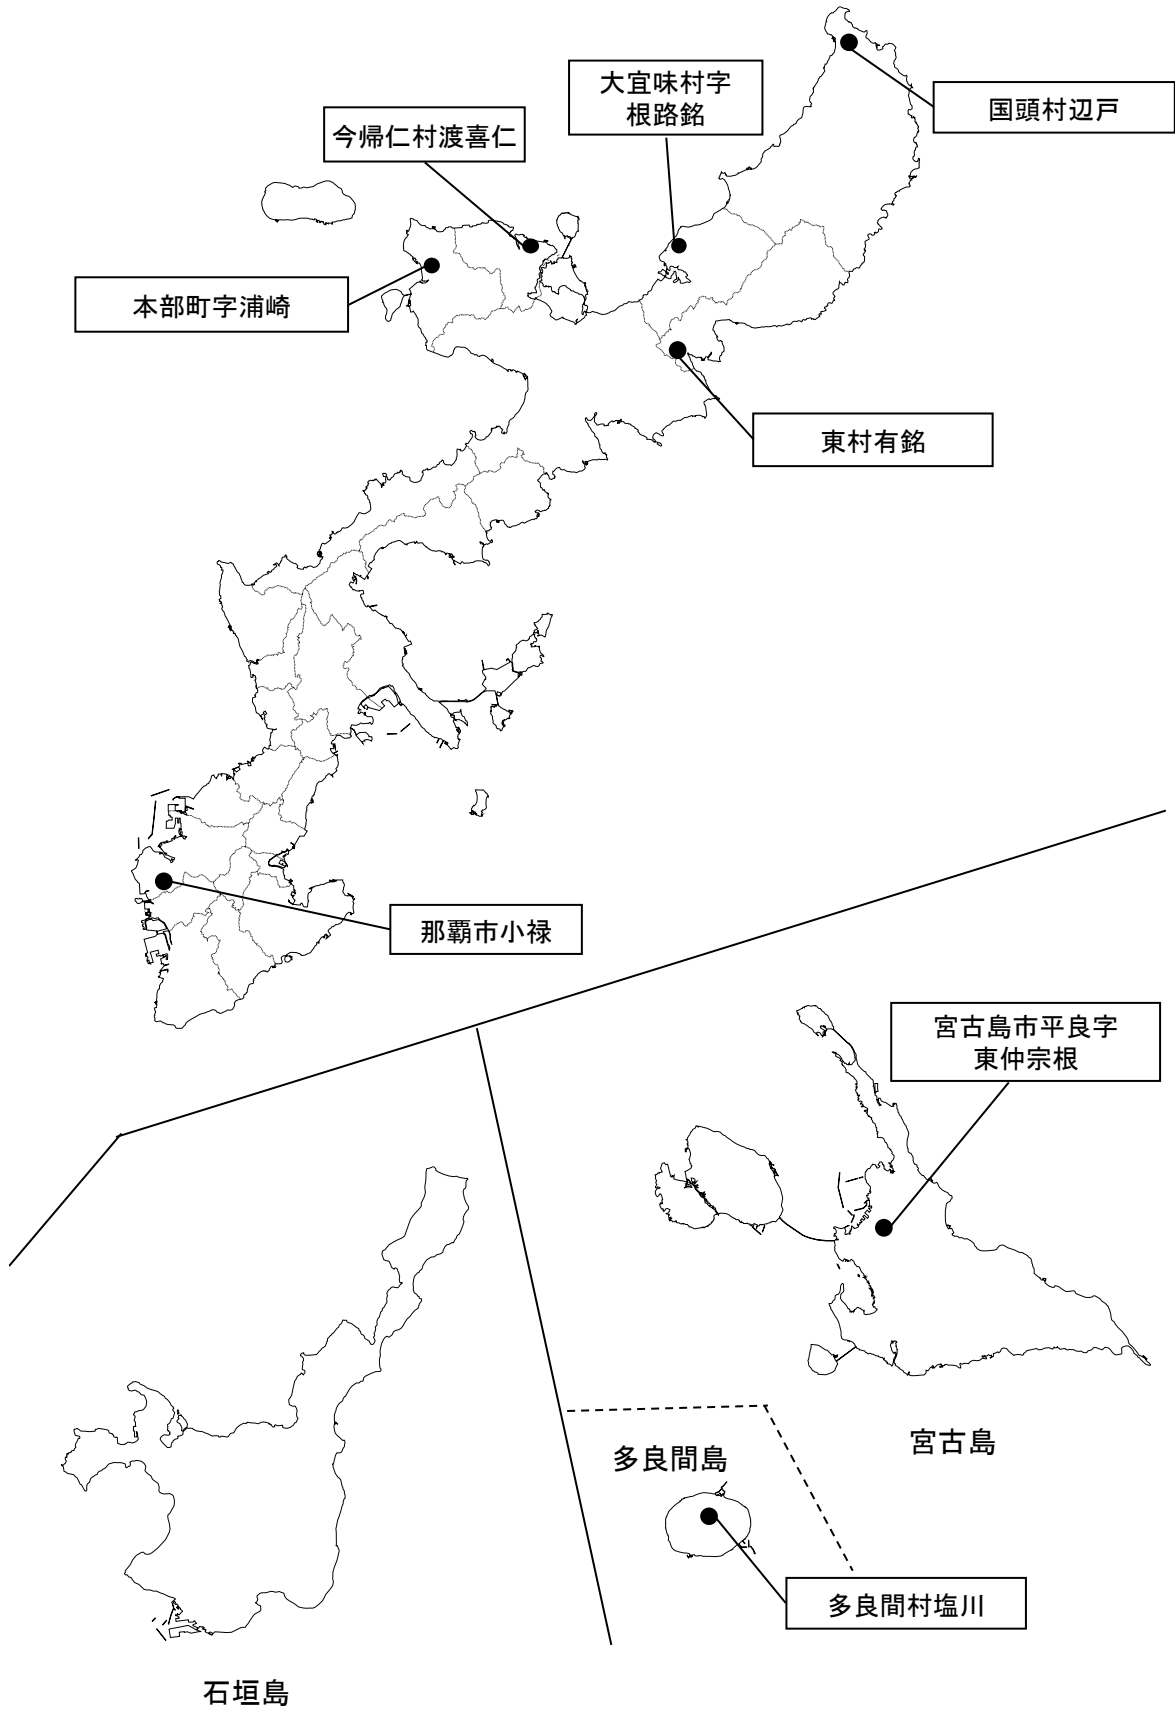 大宜味村字
根路銘
国頭村辺戸
今帰仁村渡喜仁
本部町字浦崎
東村有銘
那覇市小禄
宮古島市平良字
東仲宗根
宮古島
多良間島
多良間村塩川
石垣島